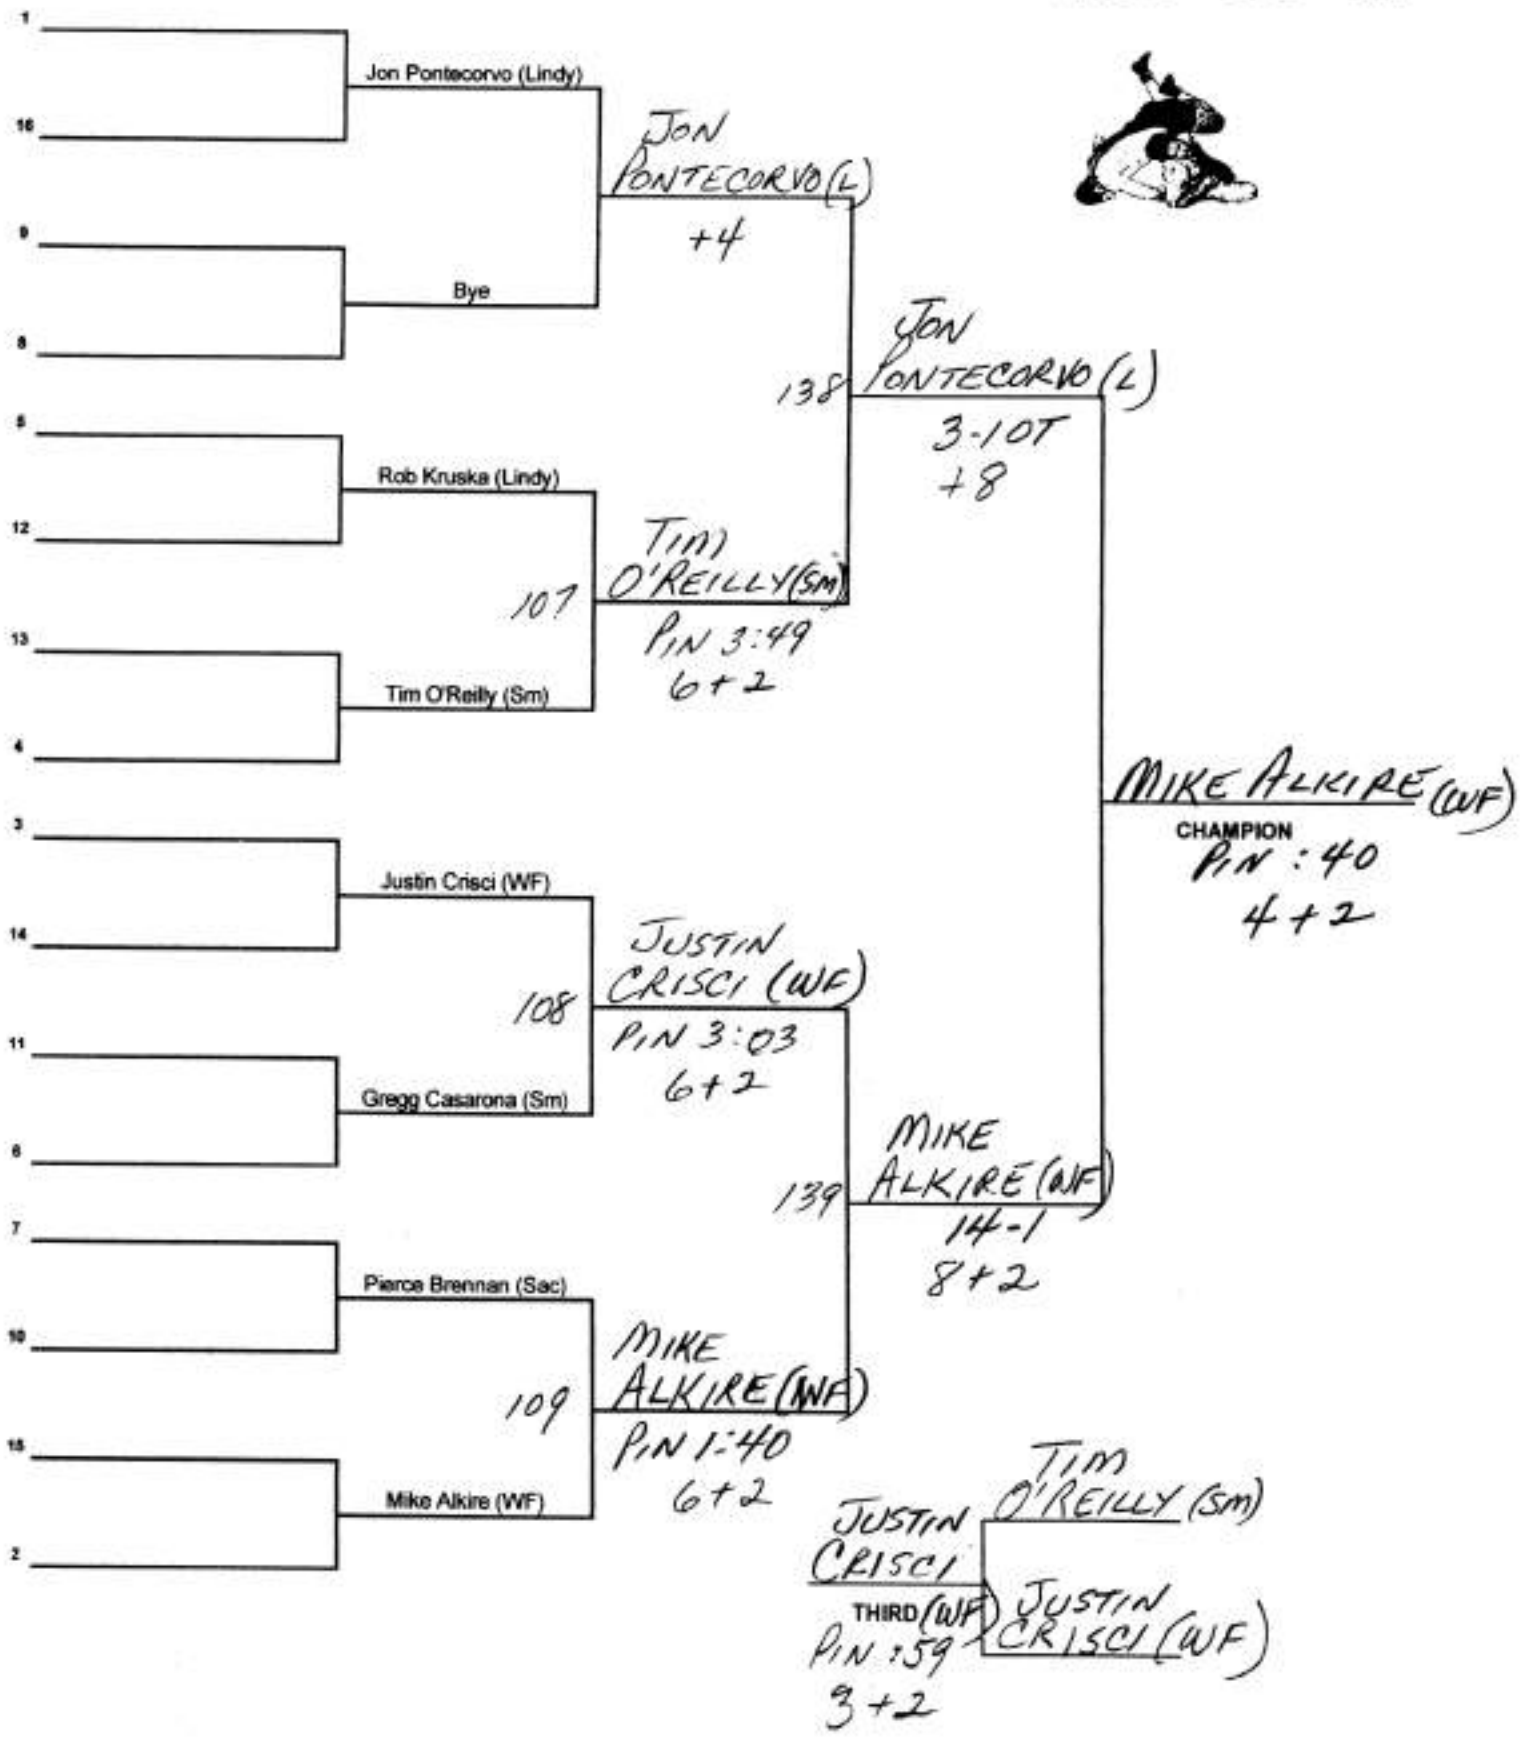 1
Jon Pontecorvo (Lindy)
16
JON
PONTECORVO (L)
+4
9
Bye
8
JON
PONTECORVO (L)
138
3-1 OT
+8
5
Rob Kruska (Lindy)
12
TIM
O'REILLY (SM)
107
PIN 3:49
6+2
13
Tim O'Reilly (Sm)
4
MIKE ALKIRE (WF)
CHAMPION
PIN :40
4+2
3
Justin Crisci (WF)
14
JUSTIN
CRISCI (WF)
108
PIN 3:03
6+2
11
Gregg Casarona (Sm)
6
MIKE
ALKIRE (WF)
139
14-1
8+2
7
Pierce Brennan (Sac)
10
MIKE
ALKIRE (WF)
109
PIN 1:40
6+2
15
Mike Alkire (WF)
2
TIM
O'REILLY (SM)
JUSTIN
CRISCI
THIRD (WF)
PIN :59
3+2
JUSTIN
CRISCI (WF)